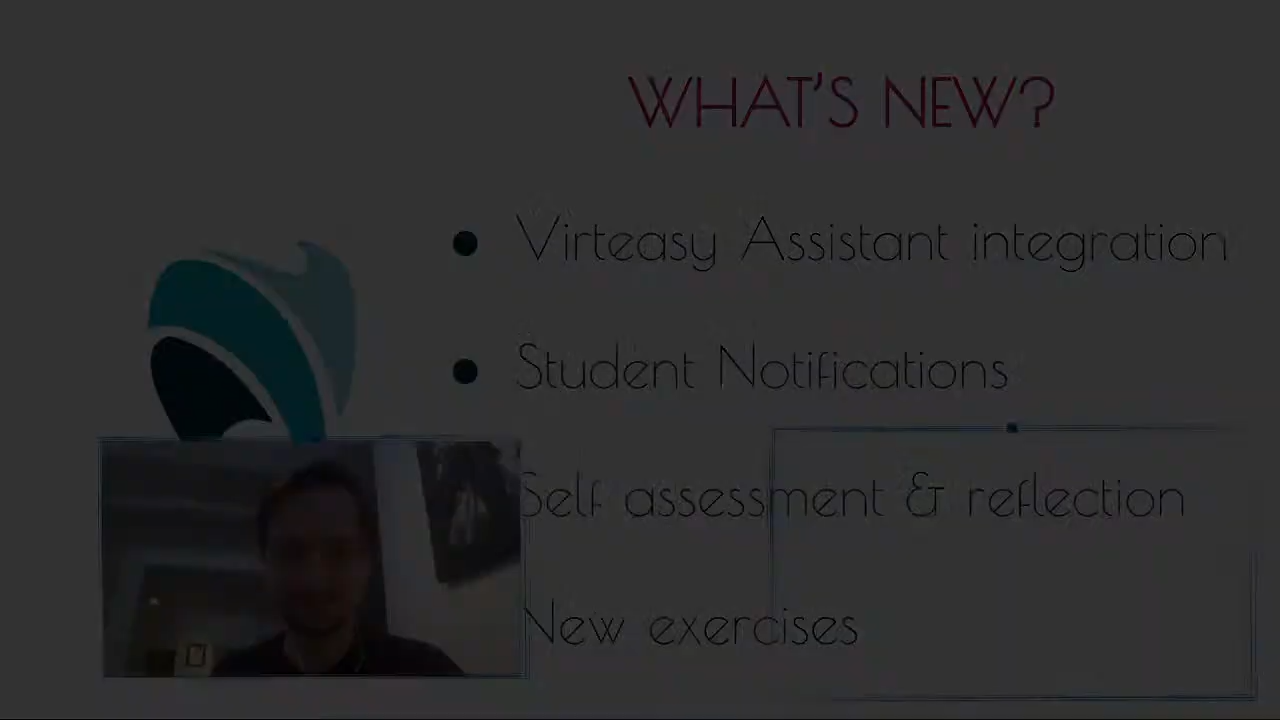 WHAT'S NEW?
Virteasy Assistant integration
Student Notifications
Self assessment & reflection
New exercises